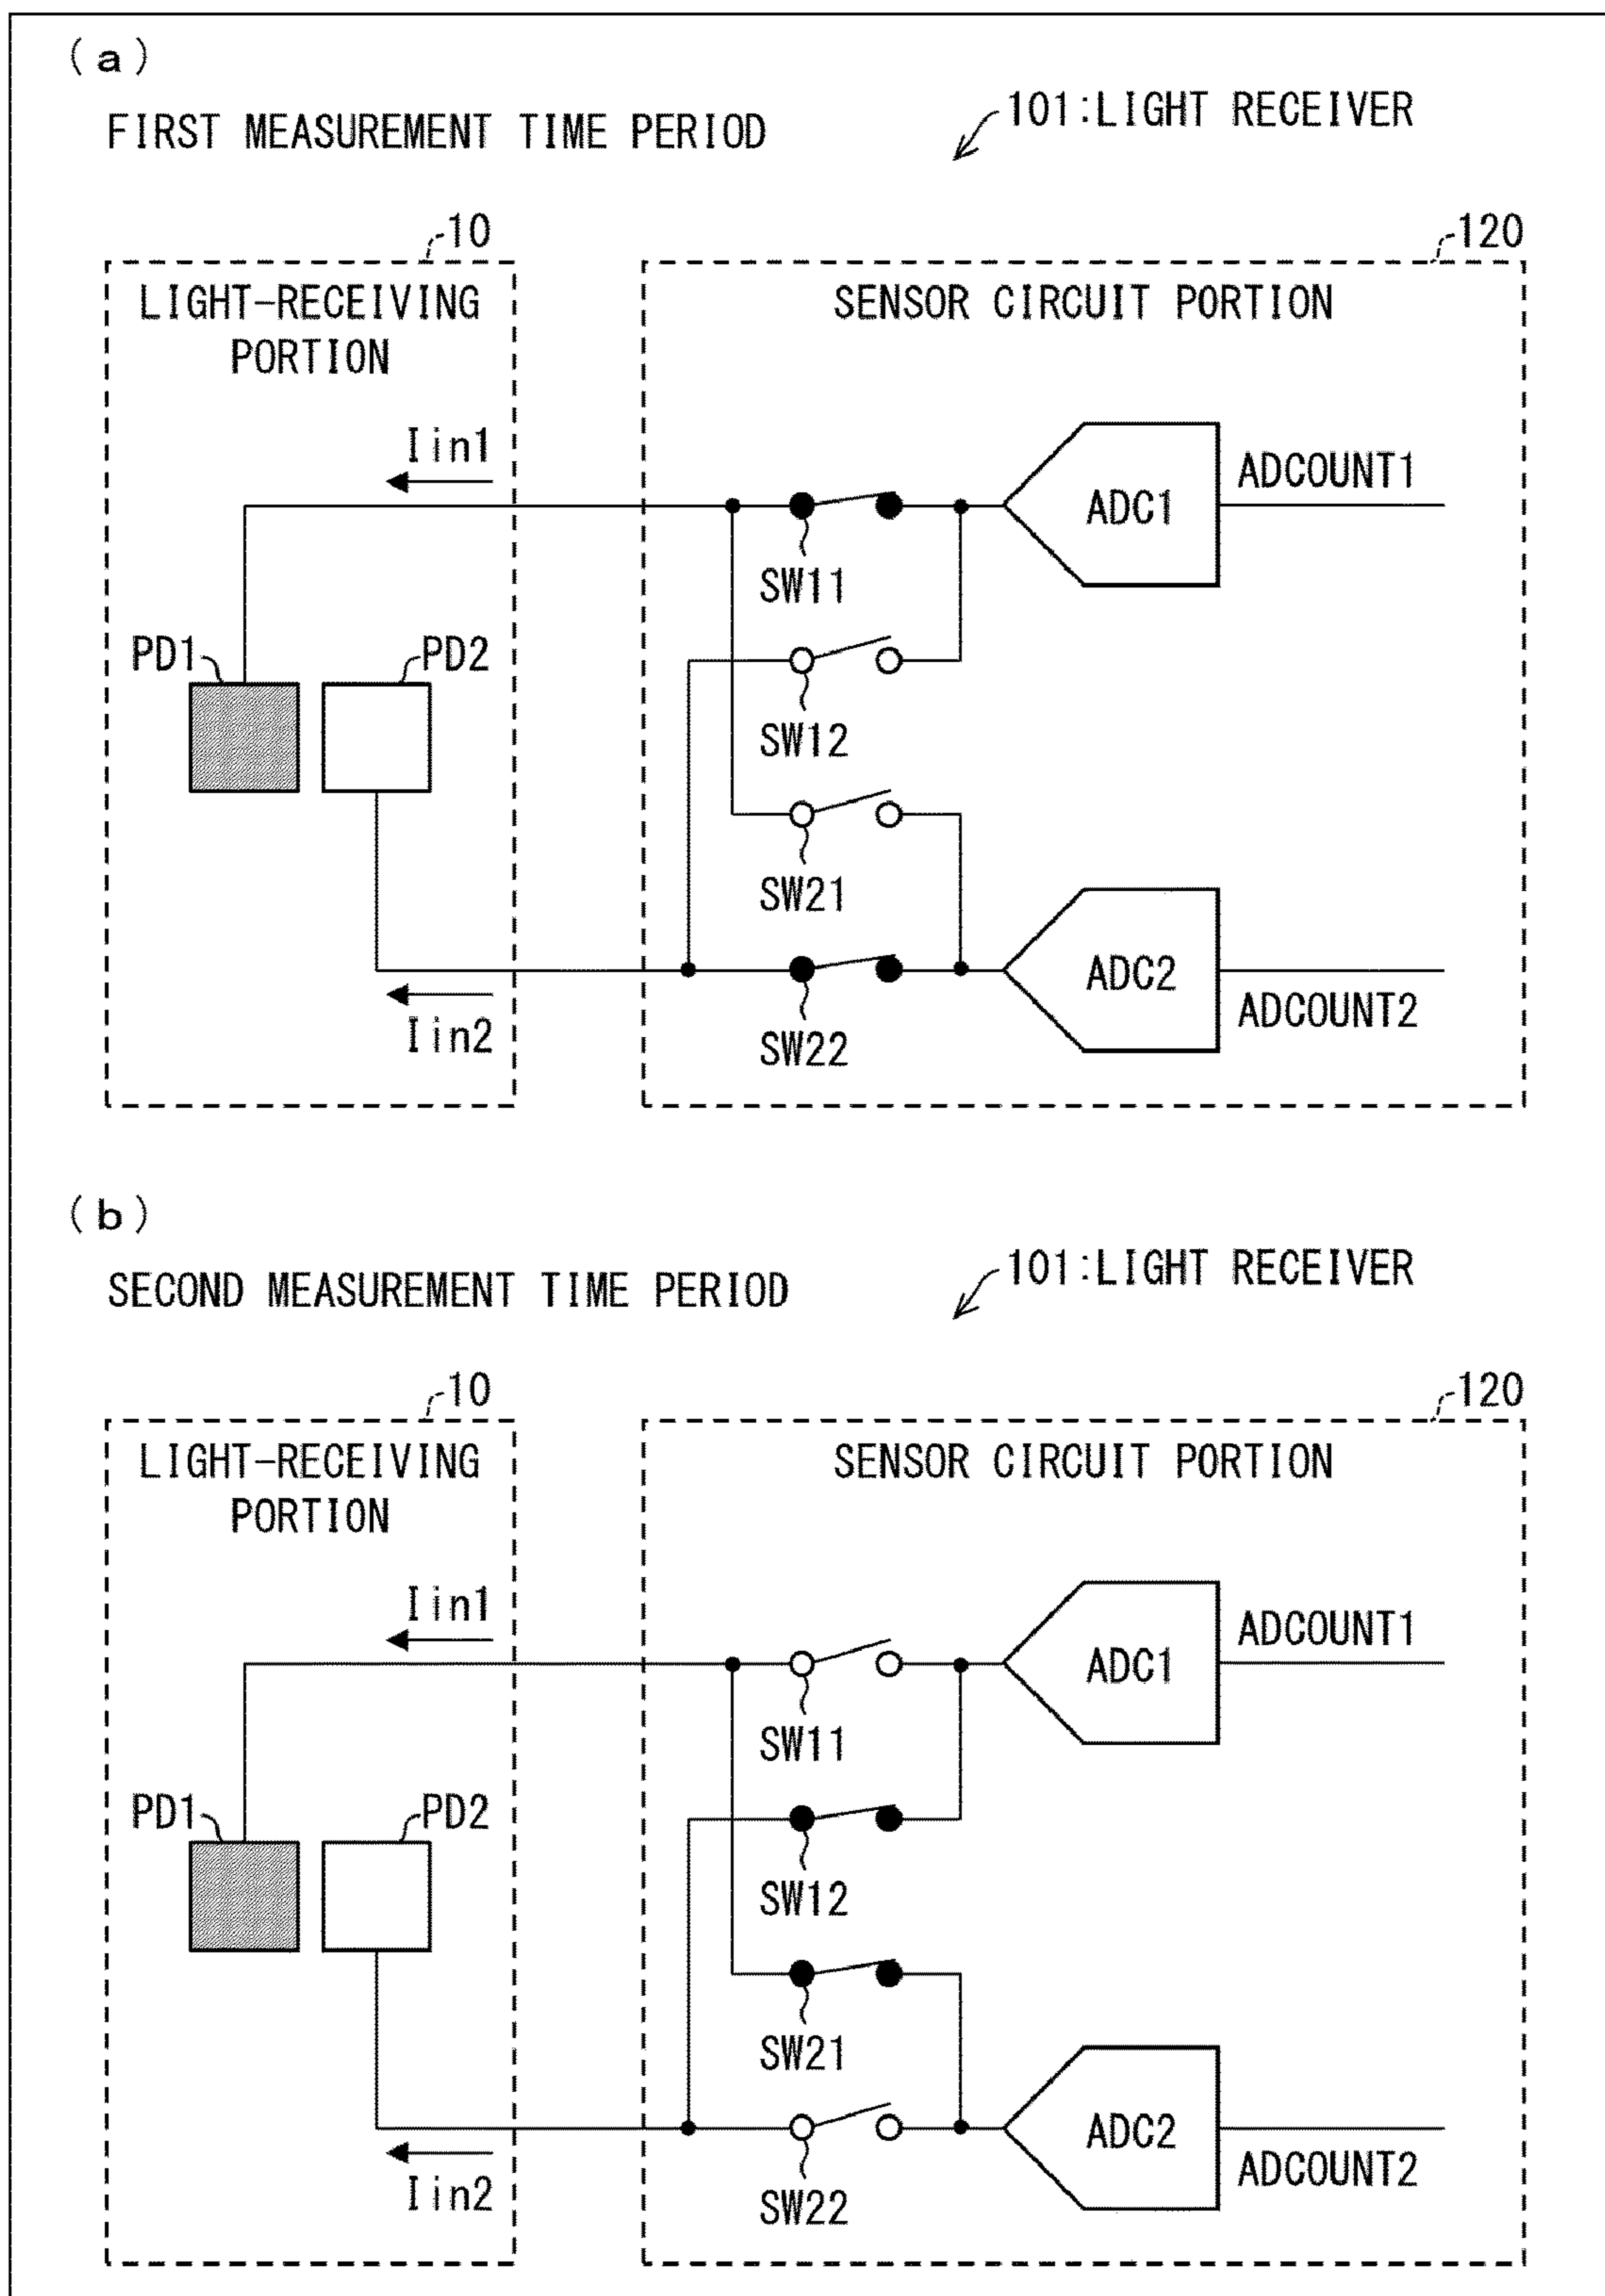 (a)
FIRST MEASUREMENT TIME PERIOD
101:LIGHT RECEIVER
10
120
LIGHT-RECEIVING
PORTION
SENSOR CIRCUIT PORTION
Iin1
ADCOUNT1
ADC1
SW11
PD1
PD2
SW12
SW21
ADC2
Iin2
ADCOUNT2
SW22
(b)
SECOND MEASUREMENT TIME PERIOD
101:LIGHT RECEIVER
10
120
LIGHT-RECEIVING
PORTION
SENSOR CIRCUIT PORTION
Iin1
ADCOUNT1
ADC1
SW11
PD1
PD2
SW12
SW21
ADC2
Iin2
ADCOUNT2
SW22